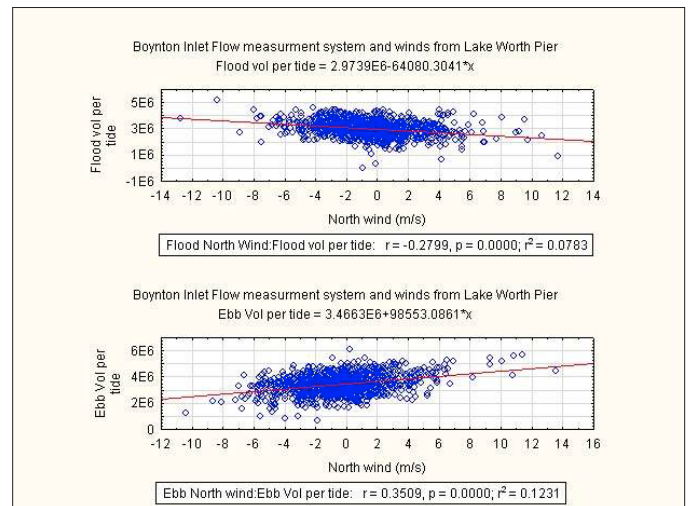 Boynton Inlet Flow measurment system and winds from Lake Worth Pier
Flood vol per tide = 2.9739E6-64080.3041*x
Flood vol per
tide
5E6
3E6
1E6
-1E6
-14 -12 -10 -8 -6 -4 -2 0 2 4 6 8 10 12 14
North wind (m/s)
Flood North Wind:Flood vol per tide: r = -0.2799, p = 0.0000; r² = 0.0783
Boynton Inlet Flow measurment system and winds from Lake Worth Pier
Ebb Vol per tide = 3.4663E6+98553.0861*x
Ebb Vol per
tide
6E6
4E6
2E6
0
-12 -10 -8 -6 -4 -2 0 2 4 6 8 10 12 14 16
North wind (m/s)
Ebb North wind:Ebb Vol per tide: r = 0.3509, p = 0.0000; r² = 0.1231